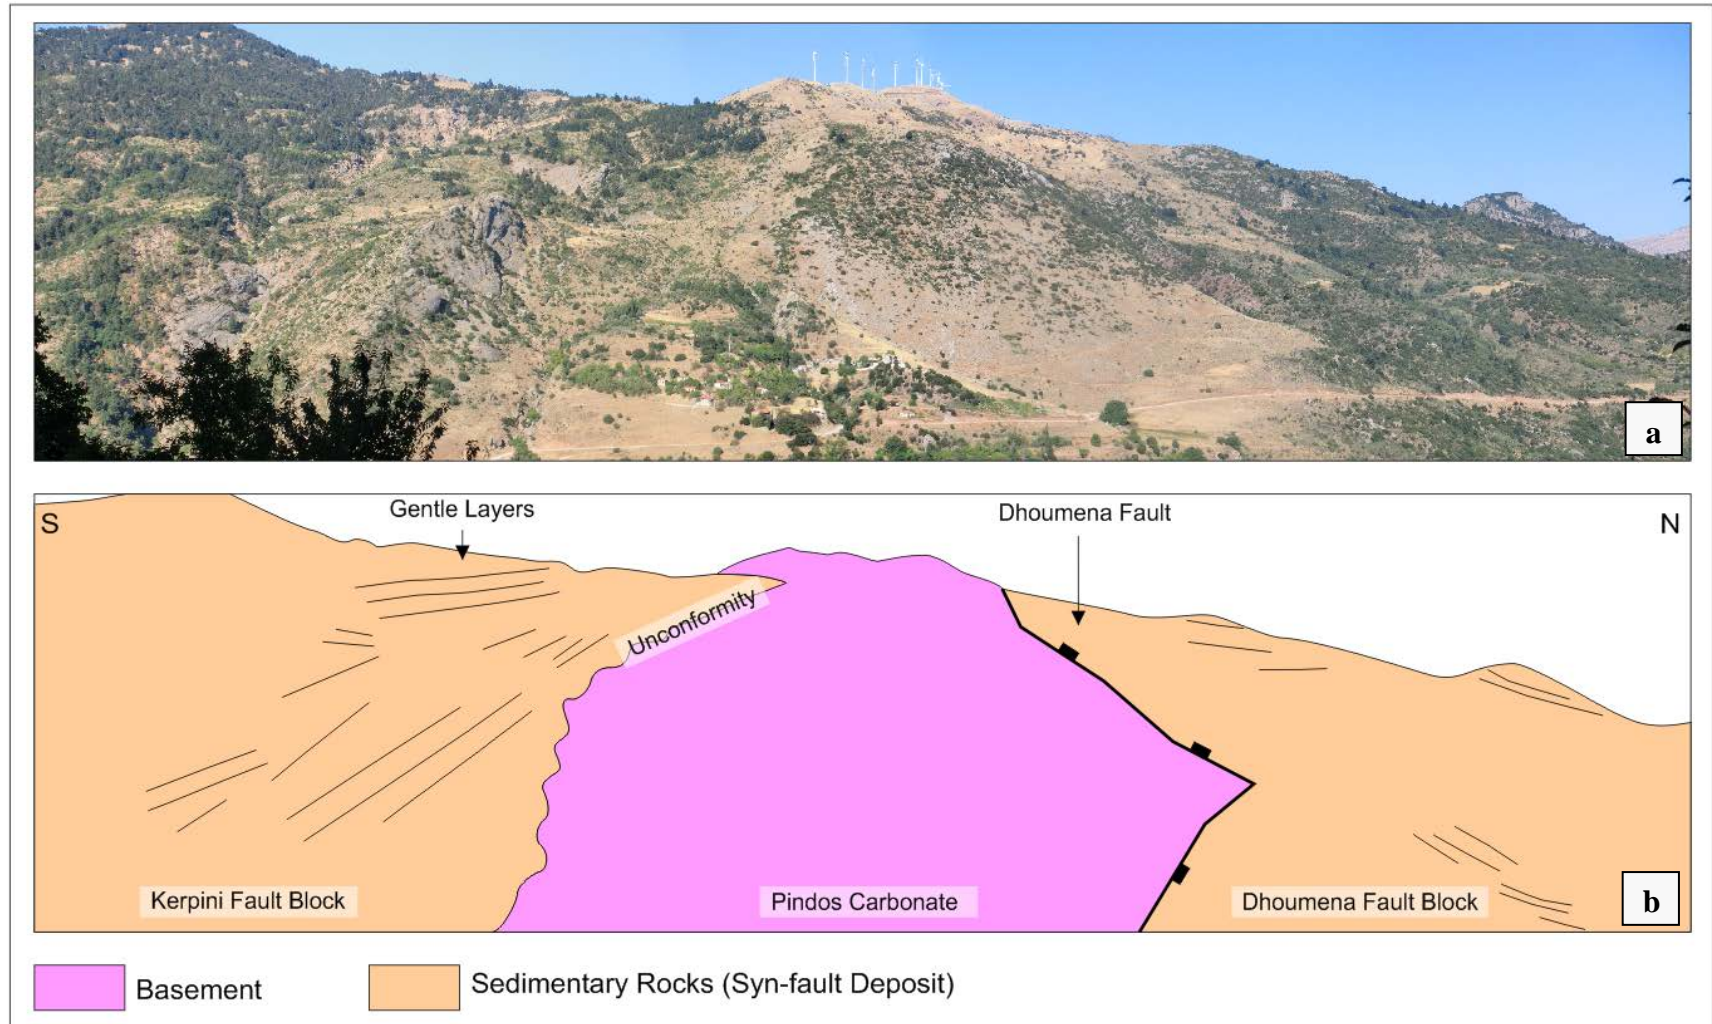 a
S
Gentle Layers
Dhoumena Fault
N
Unconformity
Kerpini Fault Block
Pindos Carbonate
Dhoumena Fault Block
b
Basement
Sedimentary Rocks (Syn-fault Deposit)